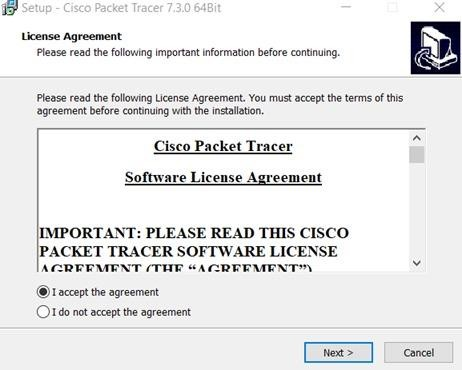 Setup - Cisco Packet Tracer 7.3.0 64Bit
License Agreement
Please read the following important information before continuing.
Please read the following License Agreement. You must accept the terms of this
agreement before continuing with the installation.
Cisco Packet Tracer
Software License Agreement
IMPORTANT: PLEASE READ THIS CISCO
PACKET TRACER SOFTWARE LICENSE
AGREEMENT (THE “AGREEMENT”)
I accept the agreement
I do not accept the agreement
Next >
Cancel